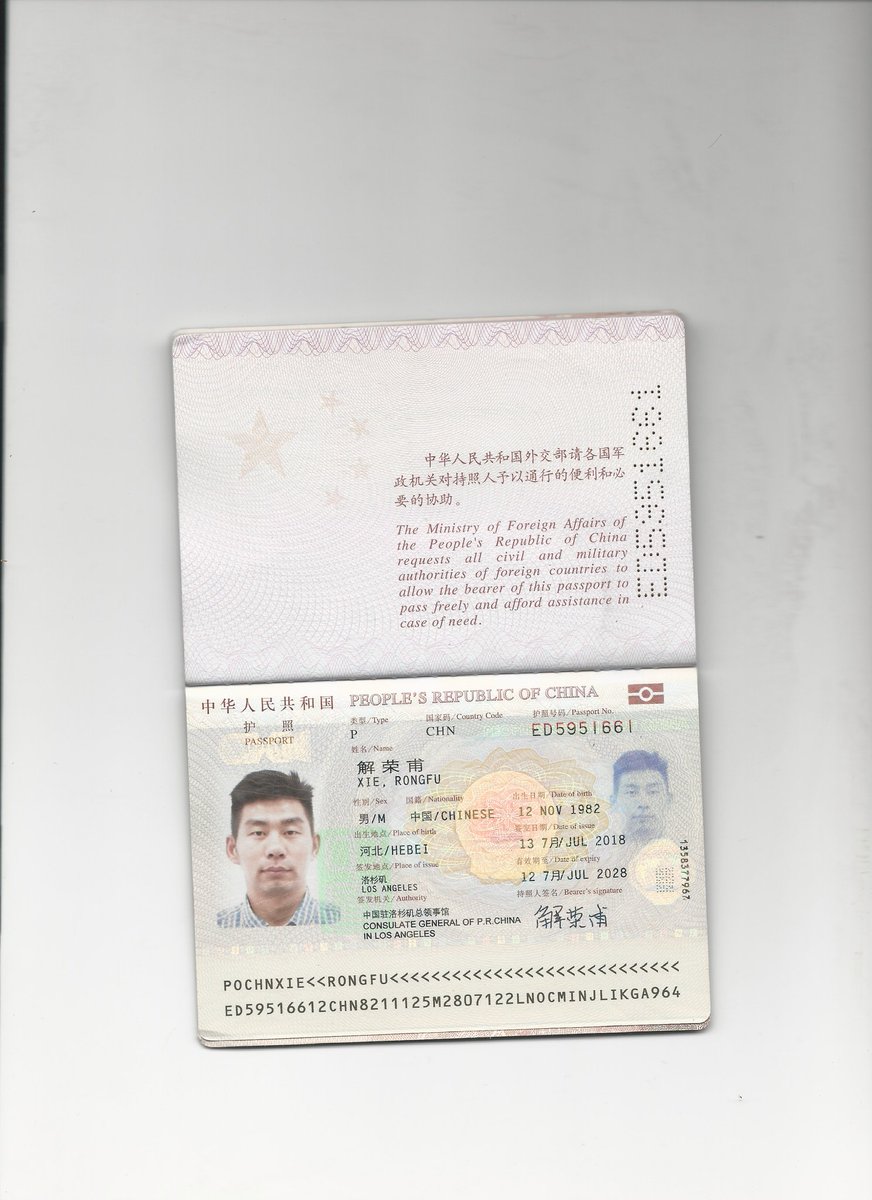 中华人民共和国外交部请各国军
政机关对持照人予以通行的便利和必
要的协助。
The Ministry of Foreign Affairs of
the People's Republic of China
requests all civil and military
authorities of foreign countries to
allow the bearer of this passport to
pass freely and afford assistance in
case of need.
ED5951661
中华人民共和国 PEOPLE'S REPUBLIC OF CHINA
护 照
PASSPORT
类型/Type 国家码/Country Code 护照号码/Passport No.
P CHN ED5951661
姓名/Name
解荣甫
XIE, RONGFU
性别/Sex 国籍/Nationality 出生日期/Date of birth
男/M 中国/CHINESE 12 NOV 1982
出生地点/Place of birth 签发日期/Date of issue
河北/HEBEI 13 7月/JUL 2018
签发地点/Place of issue 有效期至/Date of expiry
洛杉矶
LOS ANGELES 12 7月/JUL 2028
签发机关/Authority 持照人签名/Bearer's signature
中国驻洛杉矶总领事馆
CONSULATE GENERAL OF P.R.CHINA
IN LOS ANGELES
解荣甫
1358377967
POCHNXIE<<RONGFU<<<<<<<<<<<<<<<<<<<<<<<<<<<<
ED59516612CHN8211125M2807122LNOCMINJLIKGA964